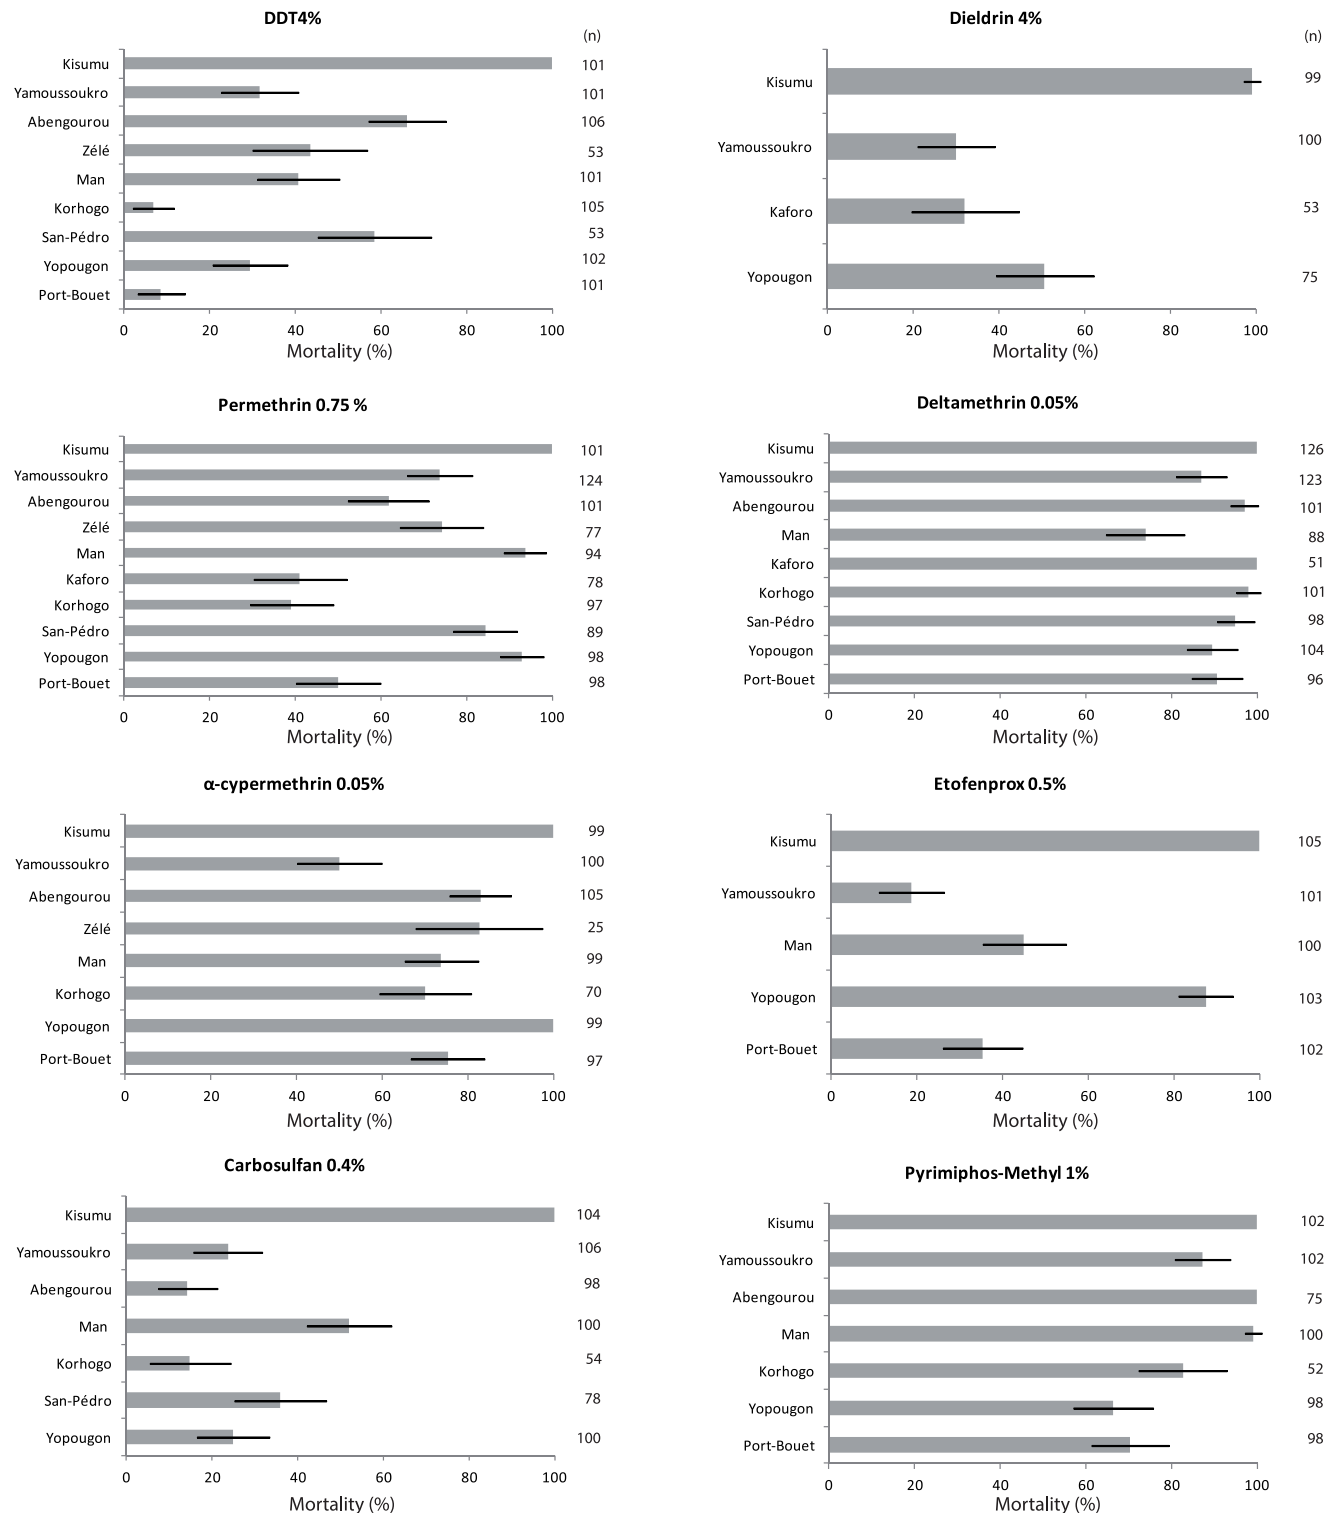 DDT4%
(n)
Kisumu 101
Yamoussoukro 101
Abengourou 106
Zélé 53
Man 101
Korhogo 105
San-Pédro 53
Yopougon 102
Port-Bouet 101
0 20 40 60 80 100
Mortality (%)
Dieldrin 4%
(n)
Kisumu 99
Yamoussoukro 100
Kaforo 53
Yopougon 75
0 20 40 60 80 100
Mortality (%)
Permethrin 0.75 %
Kisumu 101
Yamoussoukro 124
Abengourou 101
Zélé 77
Man 94
Kaforo 78
Korhogo 97
San-Pédro 89
Yopougon 98
Port-Bouet 98
0 20 40 60 80 100
Mortality (%)
Deltamethrin 0.05%
Kisumu 126
Yamoussoukro 123
Abengourou 101
Man 88
Kaforo 51
Korhogo 101
San-Pédro 98
Yopougon 104
Port-Bouet 96
0 20 40 60 80 100
Mortality (%)
α-cypermethrin 0.05%
Kisumu 99
Yamoussoukro 100
Abengourou 105
Zélé 25
Man 99
Korhogo 70
Yopougon 99
Port-Bouet 97
0 20 40 60 80 100
Mortality (%)
Etofenprox 0.5%
Kisumu 105
Yamoussoukro 101
Man 100
Yopougon 103
Port-Bouet 102
0 20 40 60 80 100
Mortality (%)
Carbosulfan 0.4%
Kisumu 104
Yamoussoukro 106
Abengourou 98
Man 100
Korhogo 54
San-Pédro 78
Yopougon 100
0 20 40 60 80 100
Mortality (%)
Pyrimiphos-Methyl 1%
Kisumu 102
Yamoussoukro 102
Abengourou 75
Man 100
Korhogo 52
Yopougon 98
Port-Bouet 98
0 20 40 60 80 100
Mortality (%)